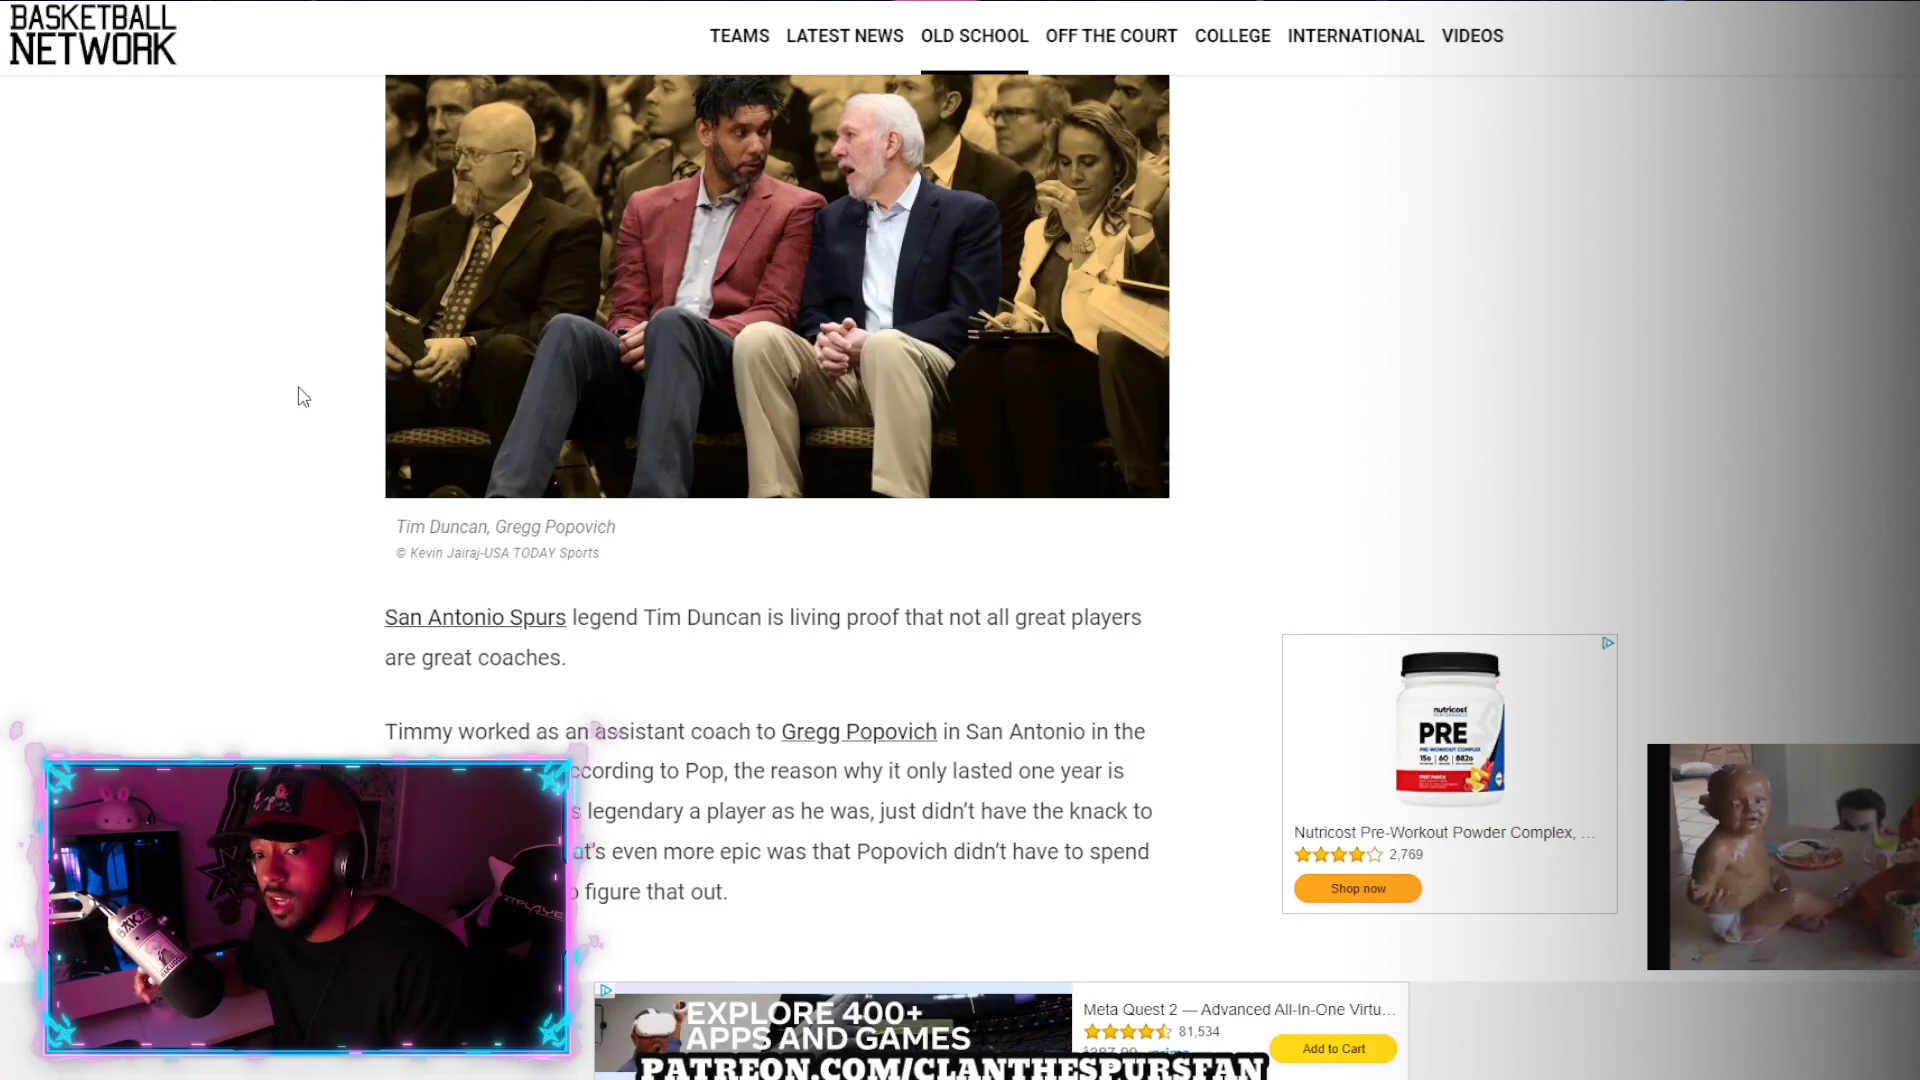 BASKETBALL
NETWORK
TEAMS LATEST NEWS OLD SCHOOL OFF THE COURT COLLEGE INTERNATIONAL VIDEOS
Tim Duncan, Gregg Popovich
© Kevin Jairaj-USA TODAY Sports
San Antonio Spurs legend Tim Duncan is living proof that not all great players
are great coaches.
Timmy worked as an assistant coach to Gregg Popovich in San Antonio in the
according to Pop, the reason why it only lasted one year is
legendary a player as he was, just didn't have the knack to
at's even more epic was that Popovich didn't have to spend
figure that out.
nutricost
PRE
PRE-WORKOUT COMPLEX
Nutricost Pre-Workout Powder Complex, ...
2,769
Shop now
EXPLORE 400+
APPS AND GAMES
Meta Quest 2 — Advanced All-In-One Virtu...
81,534
Add to Cart
PATREON.COM/CLANTHESPURSFAN